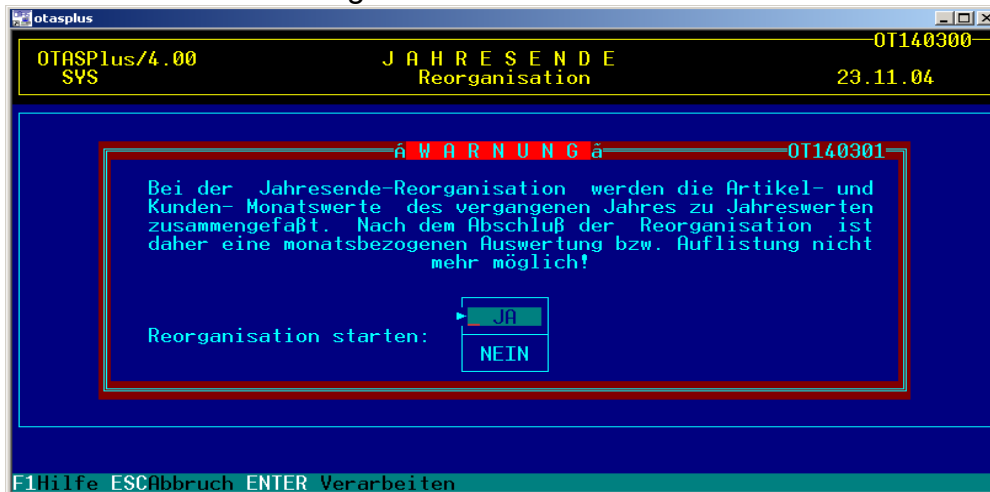 otasplus
OT140300
OTASPlus/4.00 J A H R E S E N D E
SYS Reorganisation 23.11.04
á W A R N U N G ã OT140301
Bei der Jahresende-Reorganisation werden die Artikel- und
Kunden- Monatswerte des vergangenen Jahres zu Jahreswerten
zusammengefaßt. Nach dem Abschluß der Reorganisation ist
daher eine monatsbezogenen Auswertung bzw. Auflistung nicht
mehr möglich!
JA
Reorganisation starten:
NEIN
F1Hilfe ESCAbbruch ENTER Verarbeiten